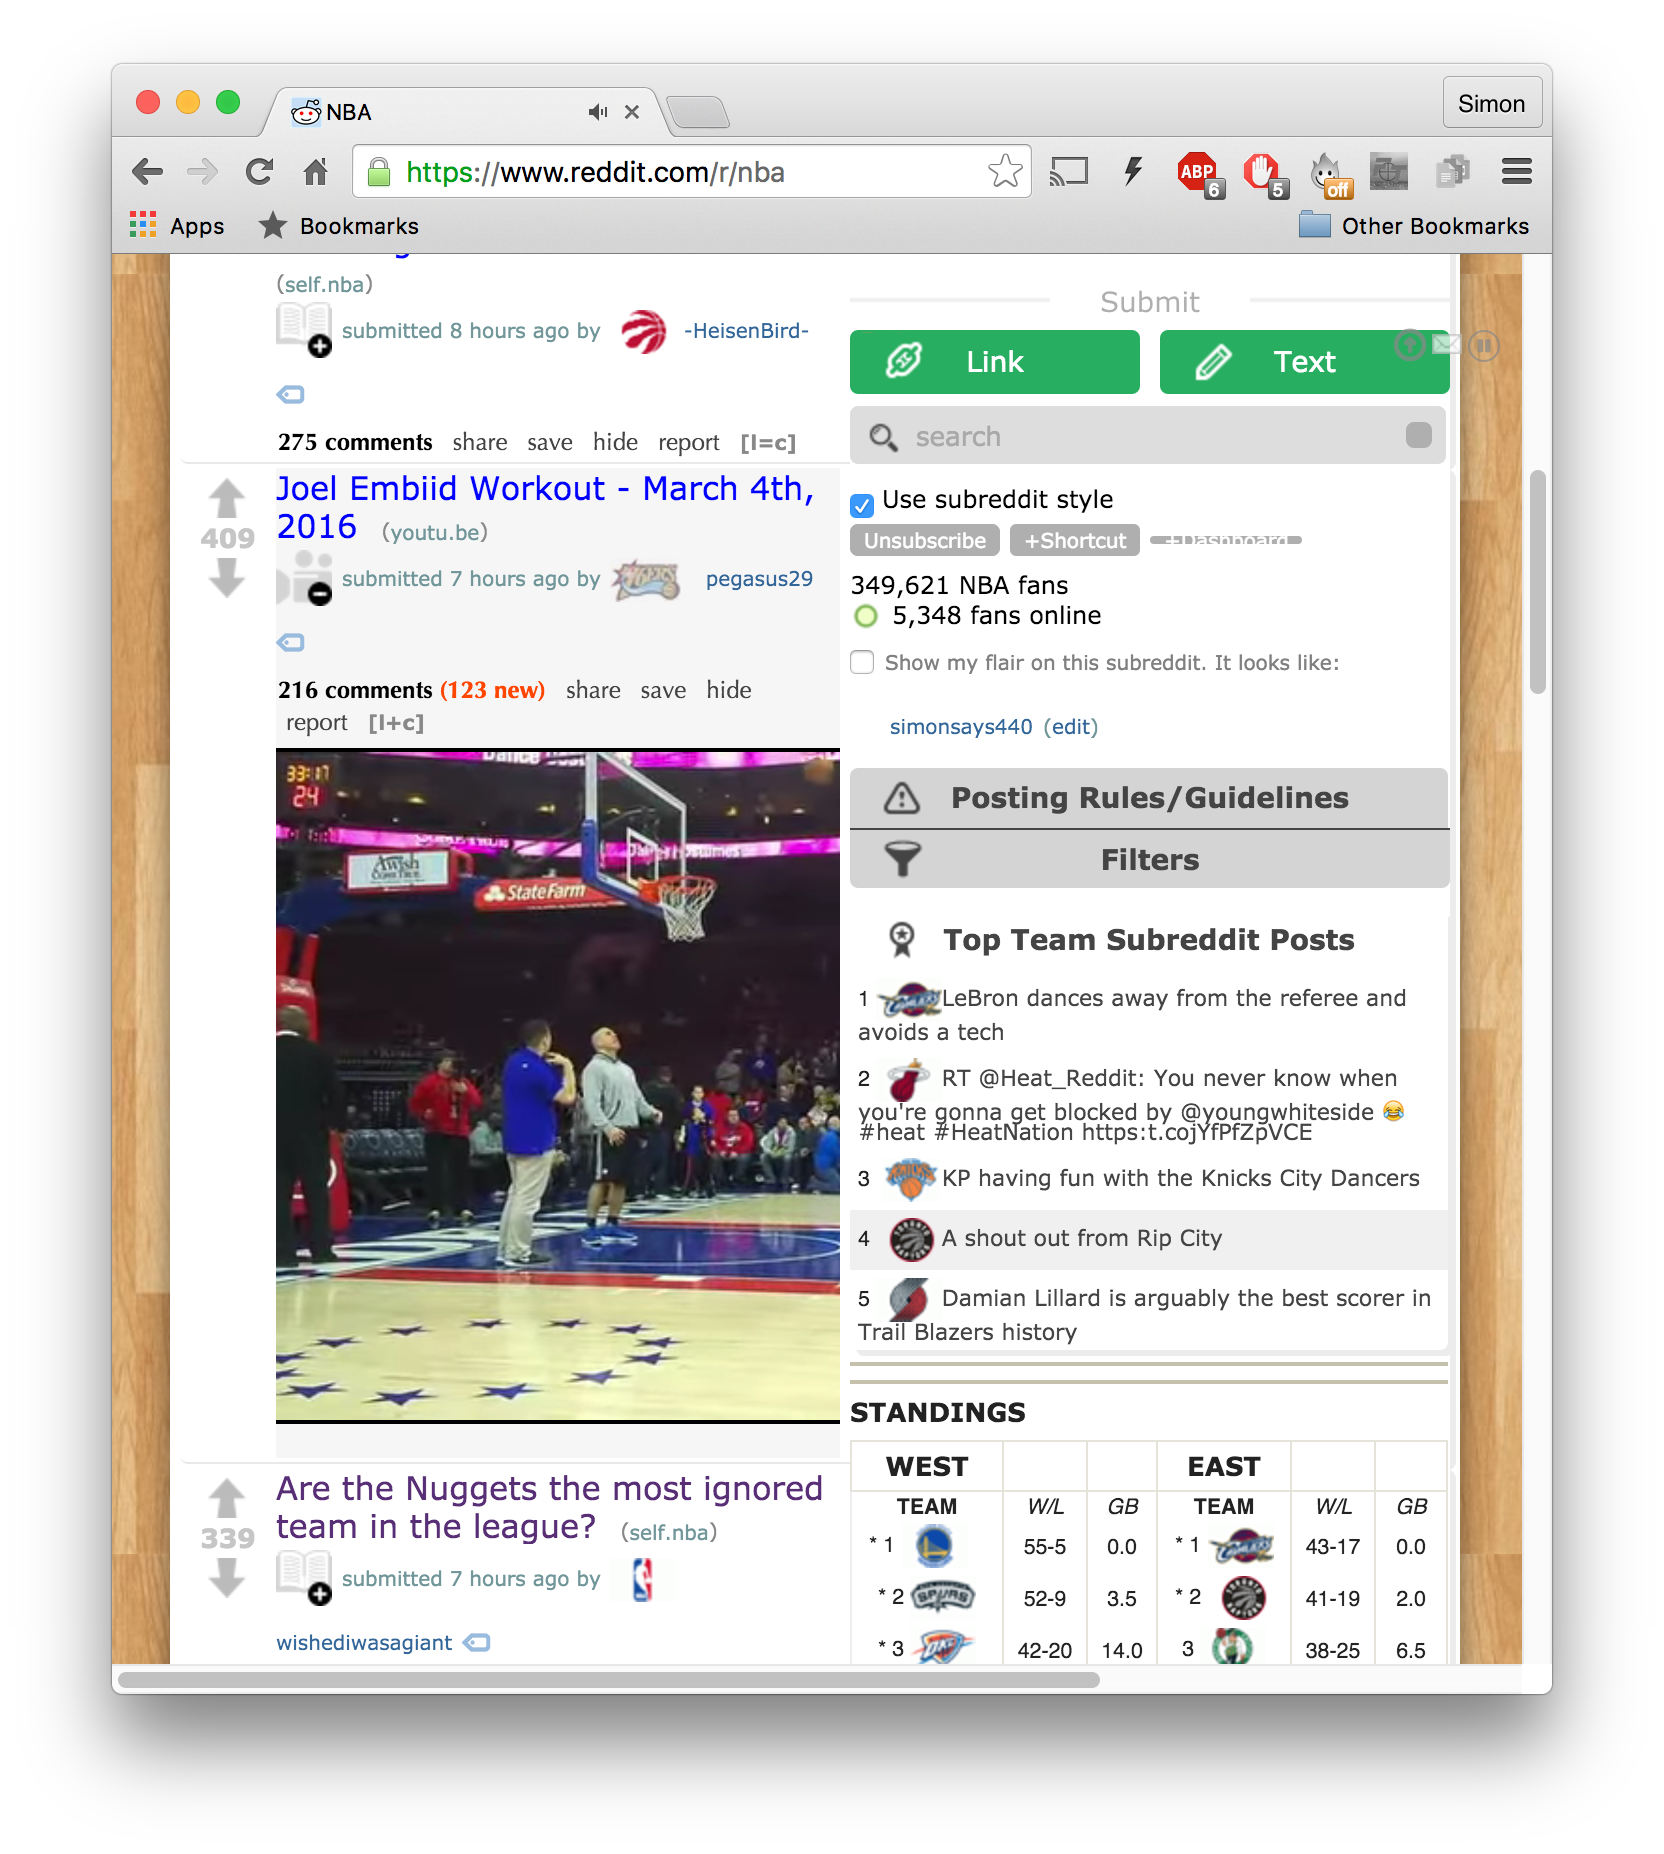 NBA
Simon
https://www.reddit.com/r/nba
ABP
6
5
off
Apps
Bookmarks
Other Bookmarks
(self.nba)
submitted 8 hours ago by -HeisenBird-
275 comments share save hide report [l=c]
409
Joel Embiid Workout - March 4th,
2016 (youtu.be)
submitted 7 hours ago by pegasus29
216 comments (123 new) share save hide
report [l+c]
33:17
24
Awish
COME TRUE
StateFarm
339
Are the Nuggets the most ignored
team in the league? (self.nba)
submitted 7 hours ago by
wishediwasagiant
Submit
Link
Text
search
Use subreddit style
Unsubscribe
+Shortcut
+Dashboard
349,621 NBA fans
5,348 fans online
Show my flair on this subreddit. It looks like:
simonsays440 (edit)
Posting Rules/Guidelines
Filters
Top Team Subreddit Posts
1 LeBron dances away from the referee and
avoids a tech
2 RT @Heat_Reddit: You never know when
you're gonna get blocked by @youngwhiteside 😂
#heat #HeatNation https:t.cojYfPfZpVCE
3 KP having fun with the Knicks City Dancers
4 A shout out from Rip City
5 Damian Lillard is arguably the best scorer in
Trail Blazers history
STANDINGS
WEST EAST
TEAM W/L GB TEAM W/L GB
* 1 55-5 0.0 * 1 CAVALIERS 43-17 0.0
* 2 SPURS 52-9 3.5 * 2 41-19 2.0
* 3 OKC 42-20 14.0 3 38-25 6.5